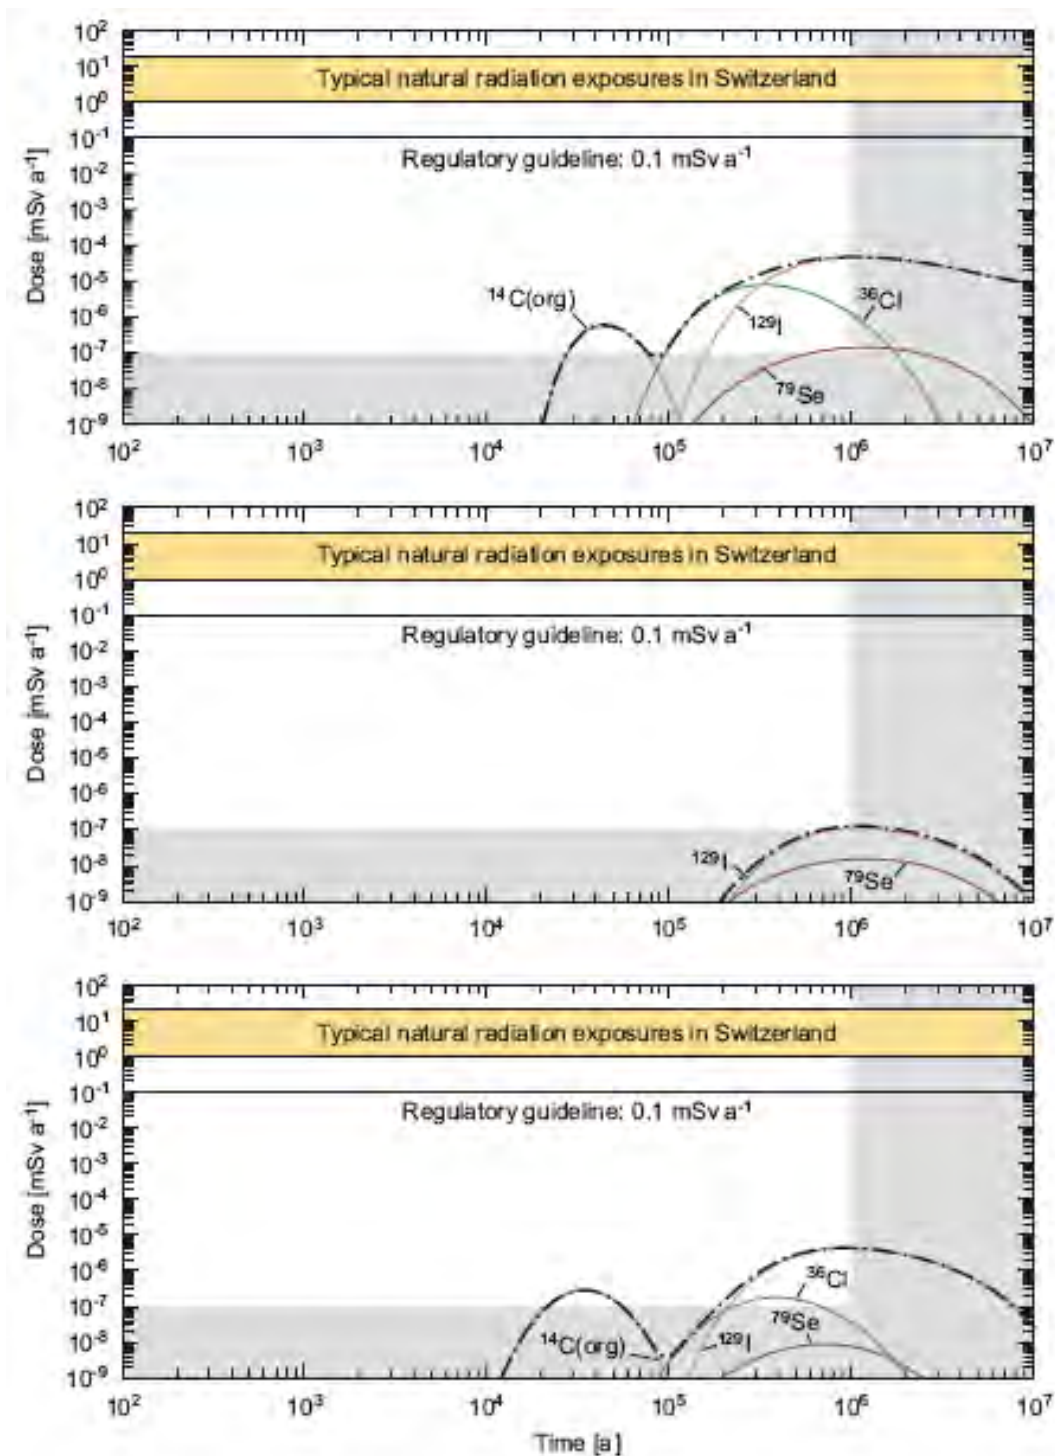 10² 
10¹
Typical natural radiation exposures in Switzerland
10⁰
10⁻¹
Regulatory guideline: 0.1 mSv a⁻¹
10⁻²
10⁻³
10⁻⁴
10⁻⁵
10⁻⁶
10⁻⁷
10⁻⁸
10⁻⁹
Dose [mSv a⁻¹]
¹⁴C(org)
³⁶Cl
¹²⁹I
⁷⁹Se
10² 10³ 10⁴ 10⁵ 10⁶ 10⁷
10²
10¹
Typical natural radiation exposures in Switzerland
10⁰
10⁻¹
Regulatory guideline: 0.1 mSv a⁻¹
10⁻²
10⁻³
10⁻⁴
10⁻⁵
10⁻⁶
10⁻⁷
10⁻⁸
10⁻⁹
Dose [mSv a⁻¹]
¹²⁹I
⁷⁹Se
10² 10³ 10⁴ 10⁵ 10⁶ 10⁷
10²
10¹
Typical natural radiation exposures in Switzerland
10⁰
10⁻¹
Regulatory guideline: 0.1 mSv a⁻¹
10⁻²
10⁻³
10⁻⁴
10⁻⁵
10⁻⁶
10⁻⁷
10⁻⁸
10⁻⁹
Dose [mSv a⁻¹]
³⁶Cl
⁷⁹Se
¹⁴C(org)
¹²⁹I
10² 10³ 10⁴ 10⁵ 10⁶ 10⁷
Time [a]